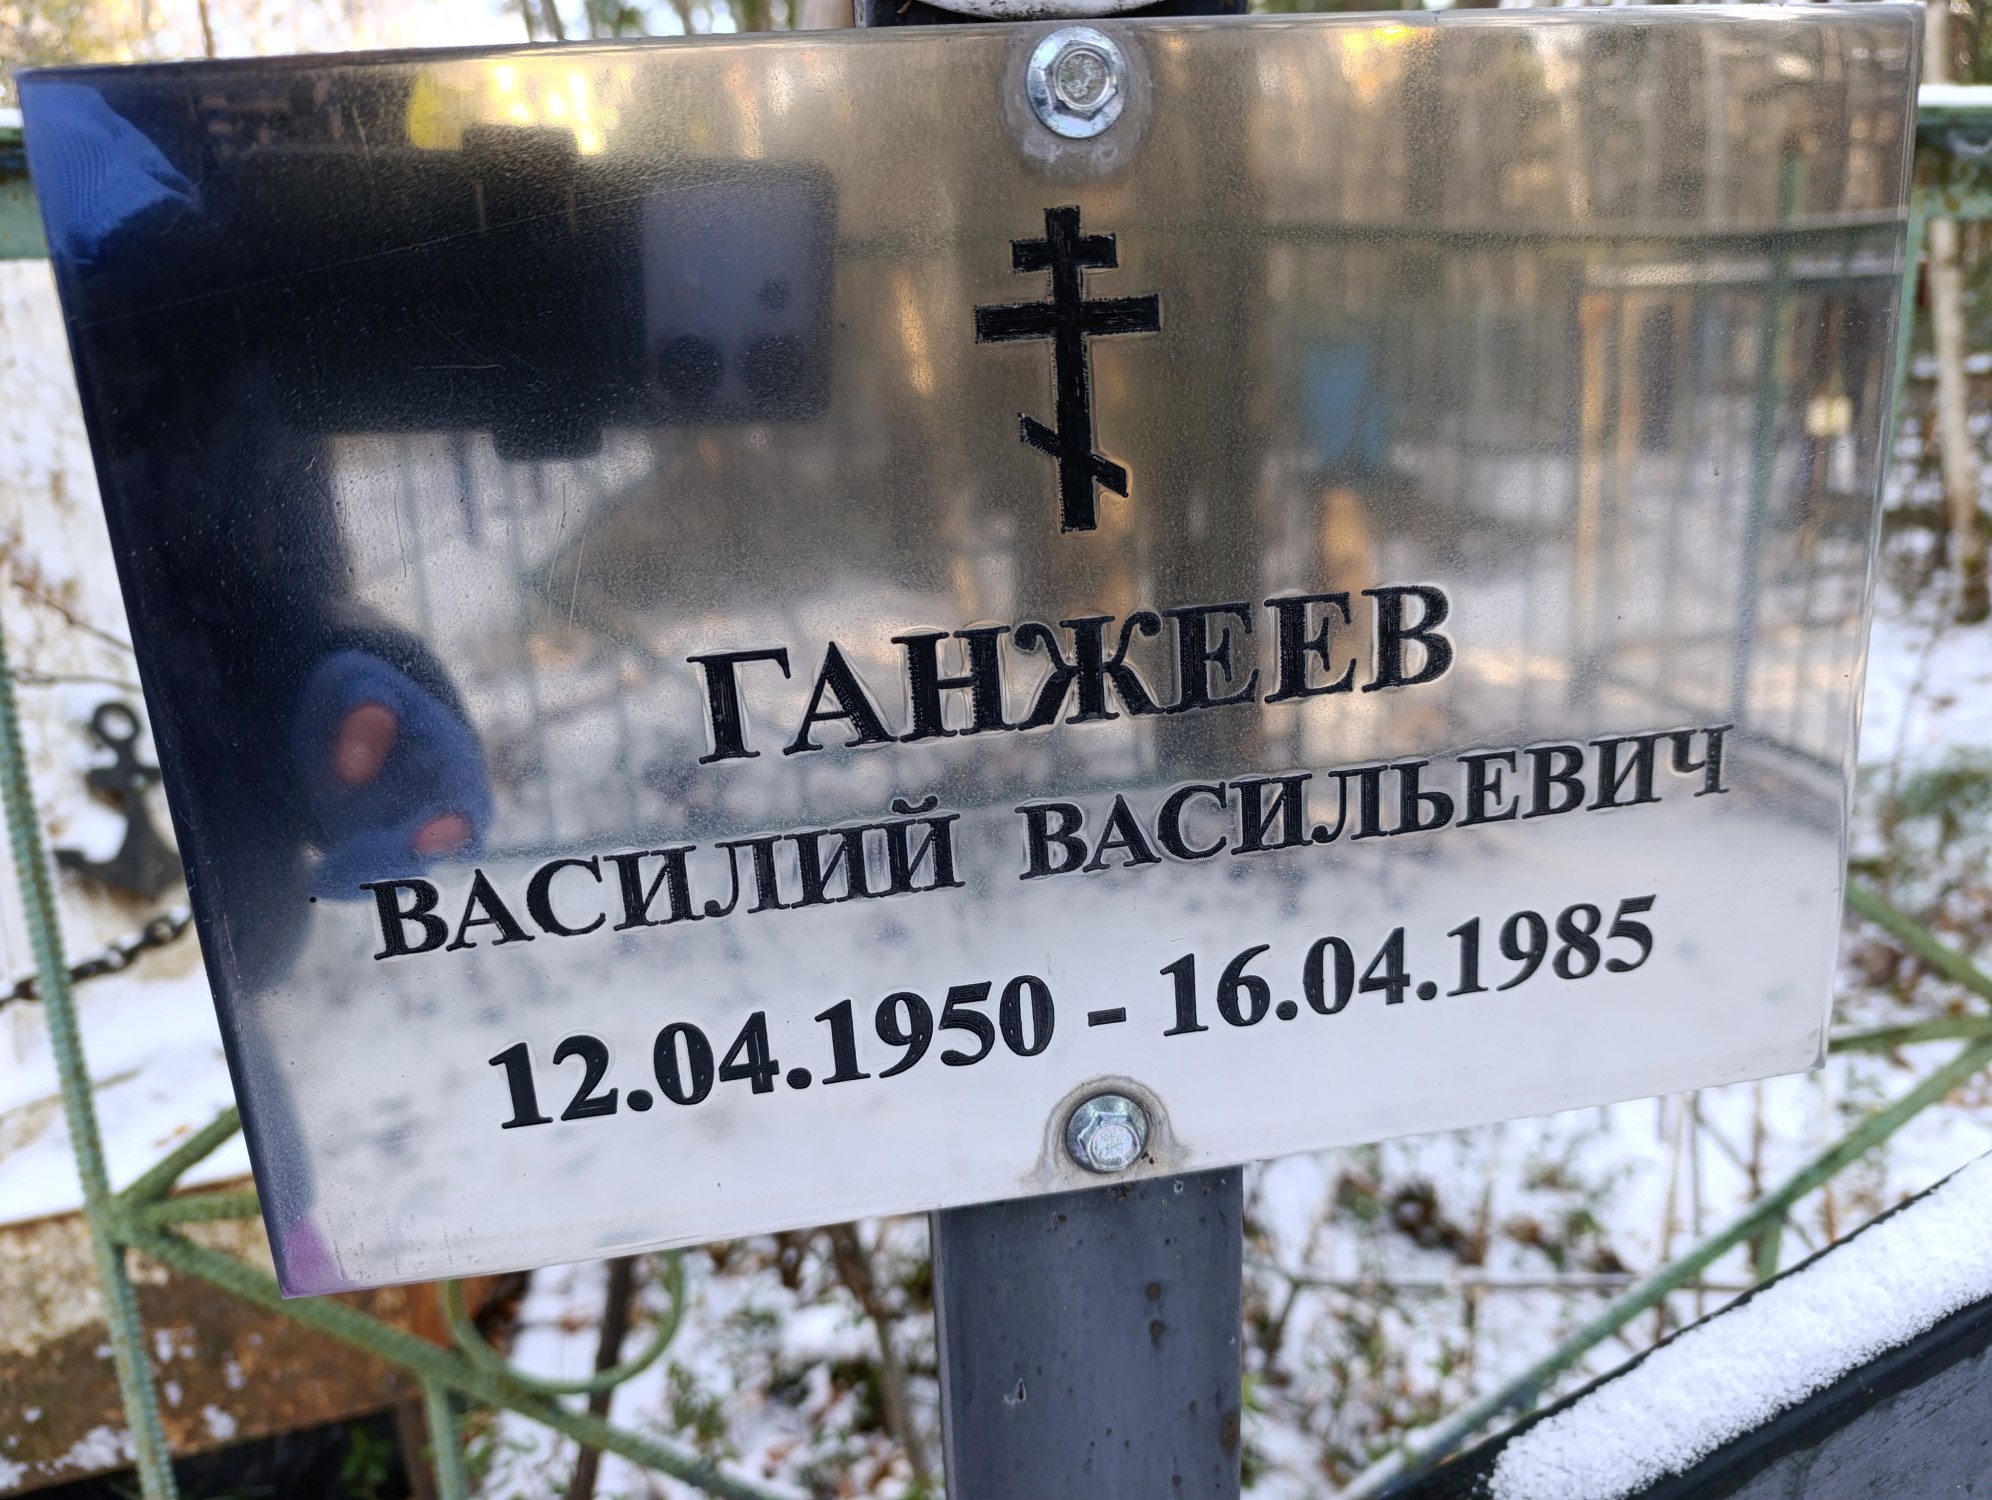 ГАНЖЕЕВ
ВАСИЛИЙ ВАСИЛЬЕВИЧ
12.04.1950 - 16.04.1985